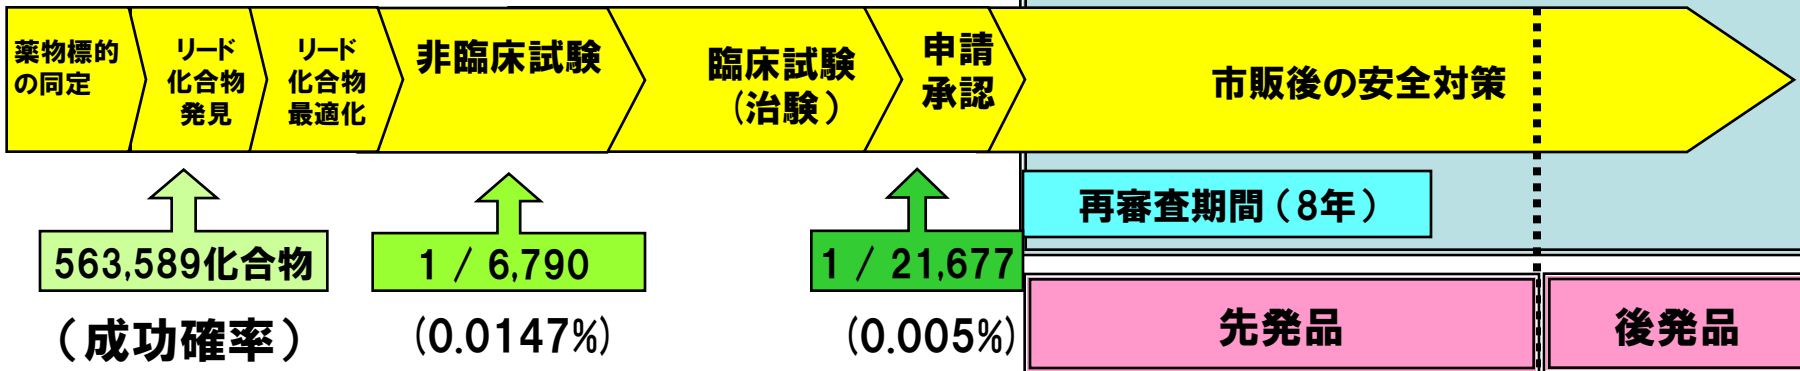 薬物標的
の同定
リード
化合物
発見
リード
化合物
最適化
非臨床試験
臨床試験
(治験)
申請
承認
市販後の安全対策
再審査期間(8年)
563,589化合物
1 / 6,790
1 / 21,677
(成功確率)
(0.0147%)
(0.005%)
先発品
後発品